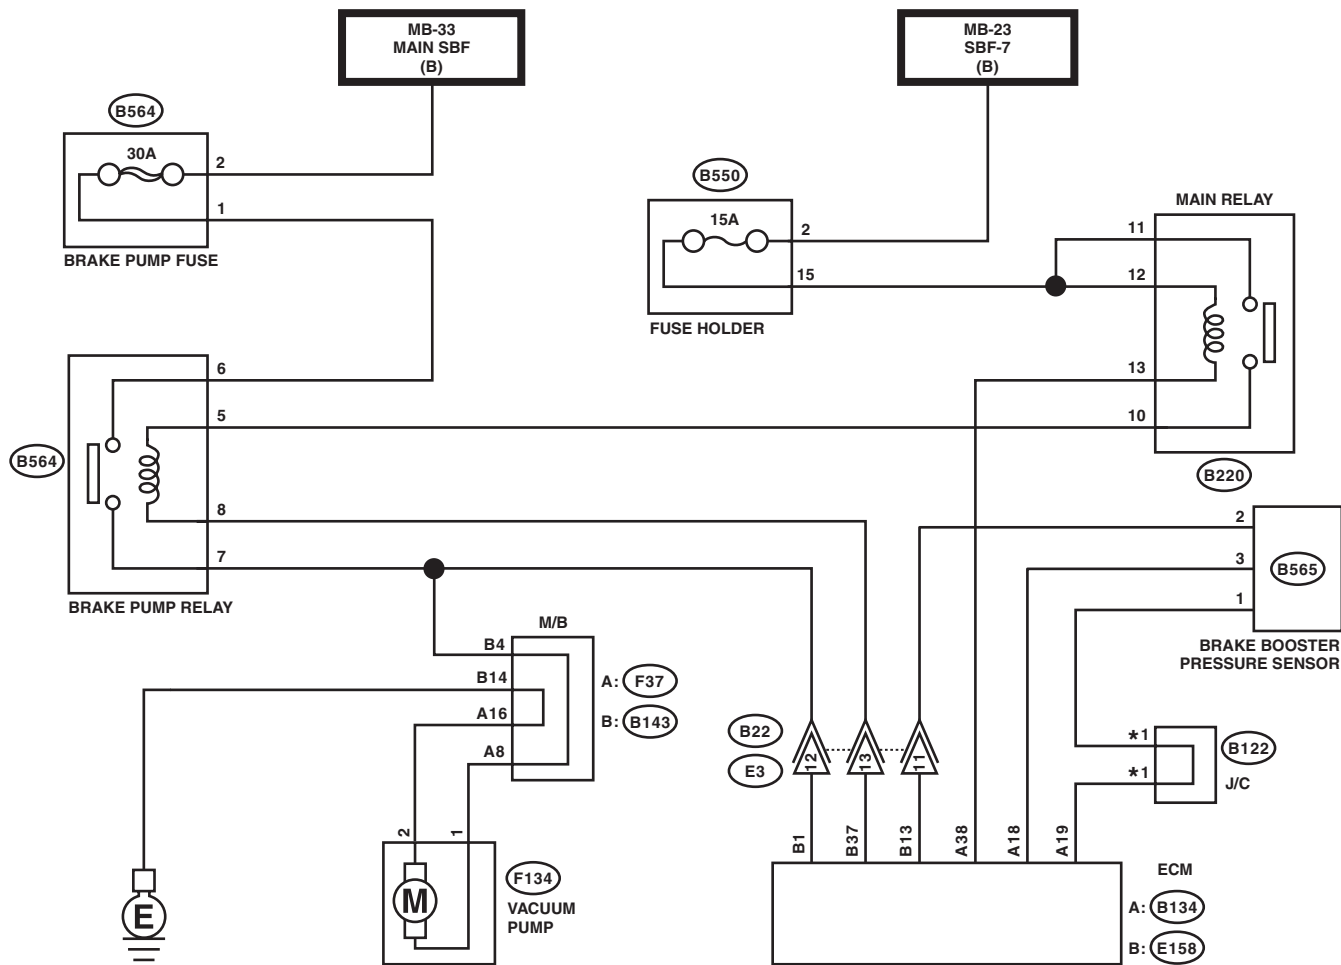 MB-33
MAIN SBF
(B)
MB-23
SBF-7
(B)
B564
30A
2
1
BRAKE PUMP FUSE
B550
15A
2
15
FUSE HOLDER
MAIN RELAY
11
12
13
10
B220
6
5
B564
8
7
BRAKE PUMP RELAY
2
3
1
B565
BRAKE BOOSTER
PRESSURE SENSOR
M/B
B4
B14
A16
A8
A: F37
B: B143
B22
E3
12
13
11
*1
*1
B122
J/C
2
1
M
F134
VACUUM
PUMP
E
B1
B37
B13
A38
A18
A19
ECM
A: B134
B: E158